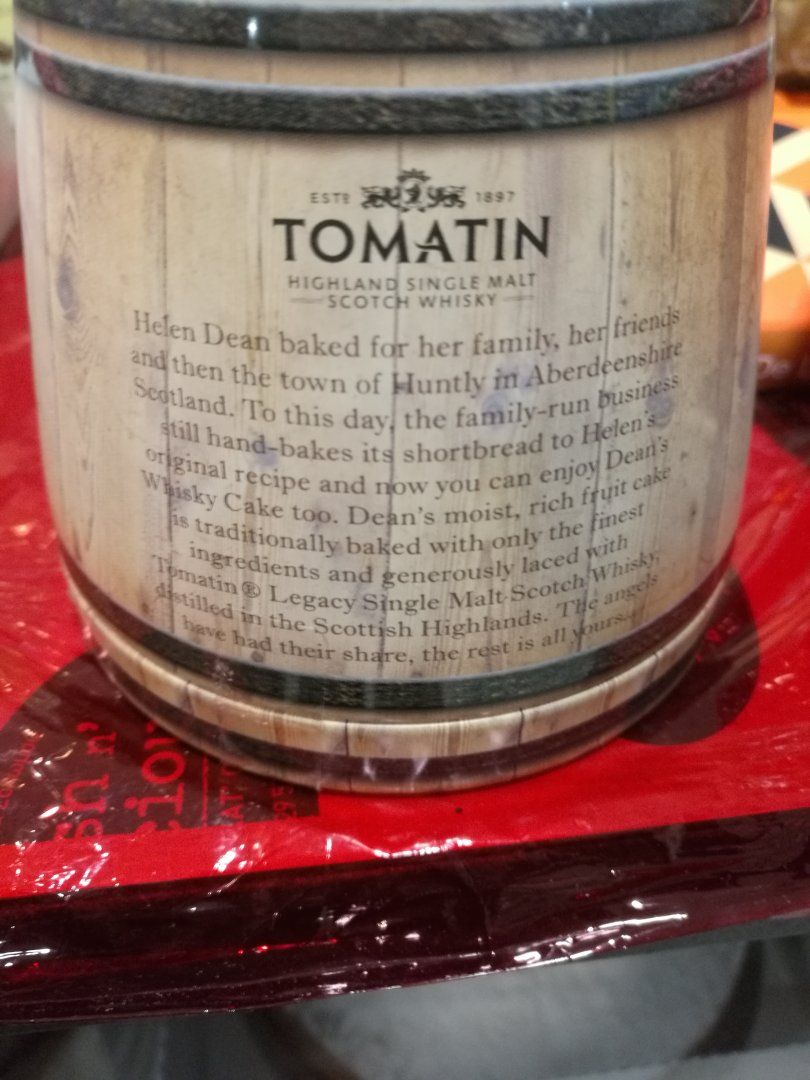 ESTD 1897
TOMATIN
HIGHLAND SINGLE MALT
SCOTCH WHISKY
Helen Dean baked for her family, her friends
and then the town of Huntly in Aberdeenshire
Scotland. To this day, the family-run business
still hand-bakes its shortbread to Helen's
original recipe and now you can enjoy Dean's
Whisky Cake too. Dean's moist, rich fruit cake
is traditionally baked with only the finest
ingredients and generously laced with
Tomatin® Legacy Single Malt Scotch Whisky,
distilled in the Scottish Highlands. The angels
have had their share, the rest is all yours...